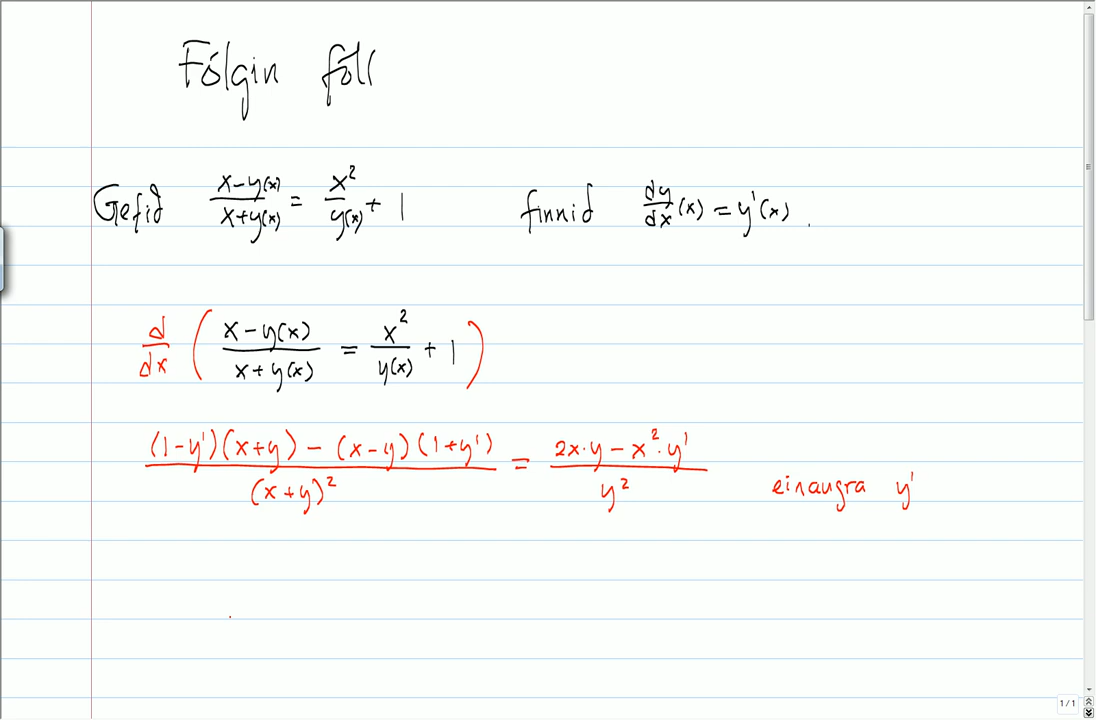 Fólgin föll
Gefið (x-y(x))/(x+y(x)) = x²/y(x) + 1 finnið dy/dx (x) = y'(x).
d/dx ( (x-y(x))/(x+y(x)) = x²/y(x) + 1 )
((1-y')(x+y) - (x-y)(1+y'))/(x+y)² = (2x·y - x²·y')/y² einangra y'
1/1